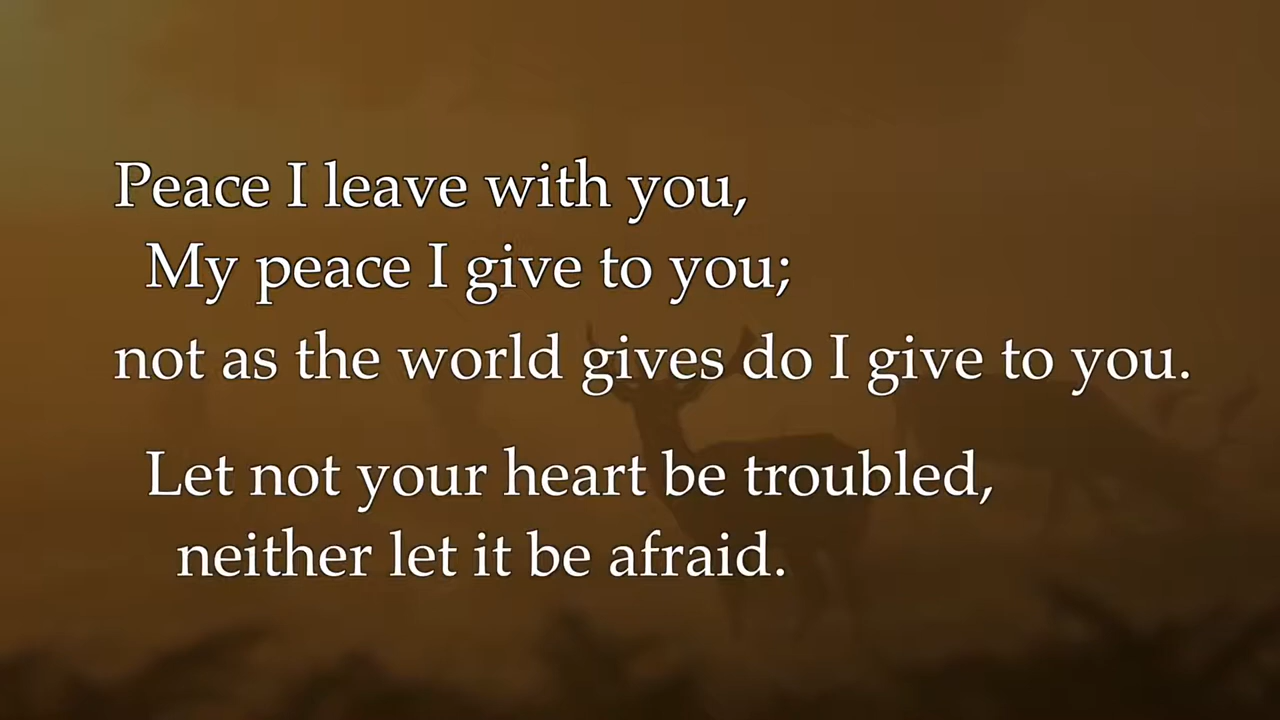 Peace I leave with you,
My peace I give to you;
not as the world gives do I give to you.
Let not your heart be troubled,
neither let it be afraid.